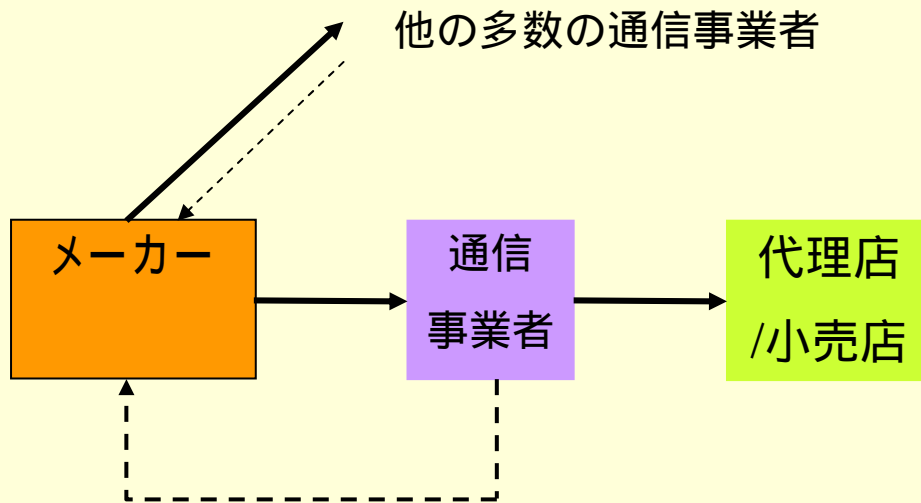 他の多数の通信事業者
メーカー
通信
事業者
代理店
/小売店